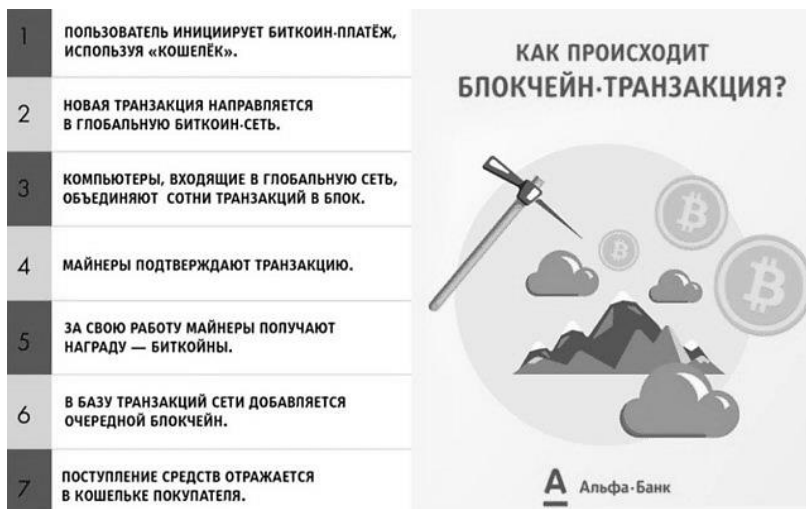 1
ПОЛЬЗОВАТЕЛЬ ИНИЦИИРУЕТ БИТКОИН-ПЛАТЁЖ,
ИСПОЛЬЗУЯ «КОШЕЛЁК».
2
НОВАЯ ТРАНЗАКЦИЯ НАПРАВЛЯЕТСЯ
В ГЛОБАЛЬНУЮ БИТКОИН-СЕТЬ.
3
КОМПЬЮТЕРЫ, ВХОДЯЩИЕ В ГЛОБАЛЬНУЮ СЕТЬ,
ОБЪЕДИНЯЮТ СОТНИ ТРАНЗАКЦИЙ В БЛОК.
4
МАЙНЕРЫ ПОДТВЕРЖДАЮТ ТРАНЗАКЦИЮ.
5
ЗА СВОЮ РАБОТУ МАЙНЕРЫ ПОЛУЧАЮТ
НАГРАДУ — БИТКОЙНЫ.
6
В БАЗУ ТРАНЗАКЦИЙ СЕТИ ДОБАВЛЯЕТСЯ
ОЧЕРЕДНОЙ БЛОКЧЕЙН.
7
ПОСТУПЛЕНИЕ СРЕДСТВ ОТРАЖАЕТСЯ
В КОШЕЛЬКЕ ПОКУПАТЕЛЯ.
КАК ПРОИСХОДИТ
БЛОКЧЕЙН-ТРАНЗАКЦИЯ?
А Альфа-Банк